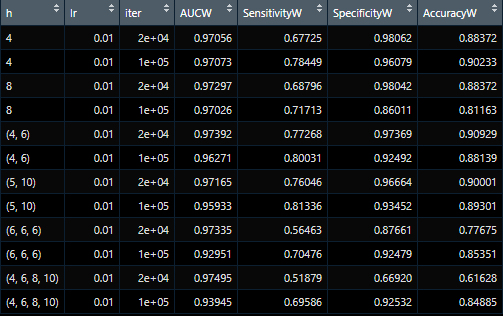 h lr iter AUCW SensitivityW SpecificityW AccuracyW
4 0.01 2e+04 0.97056 0.67725 0.98062 0.88372
4 0.01 1e+05 0.97073 0.78449 0.96079 0.90233
8 0.01 2e+04 0.97297 0.68796 0.98042 0.88372
8 0.01 1e+05 0.97026 0.71713 0.86011 0.81163
(4, 6) 0.01 2e+04 0.97392 0.77268 0.97369 0.90929
(4, 6) 0.01 1e+05 0.96271 0.80031 0.92492 0.88139
(5, 10) 0.01 2e+04 0.97165 0.76046 0.96664 0.90001
(5, 10) 0.01 1e+05 0.95933 0.81336 0.93452 0.89301
(6, 6, 6) 0.01 2e+04 0.97335 0.56463 0.87661 0.77675
(6, 6, 6) 0.01 1e+05 0.92951 0.70476 0.92479 0.85351
(4, 6, 8, 10) 0.01 2e+04 0.97495 0.51879 0.66920 0.61628
(4, 6, 8, 10) 0.01 1e+05 0.93945 0.69586 0.92532 0.84885